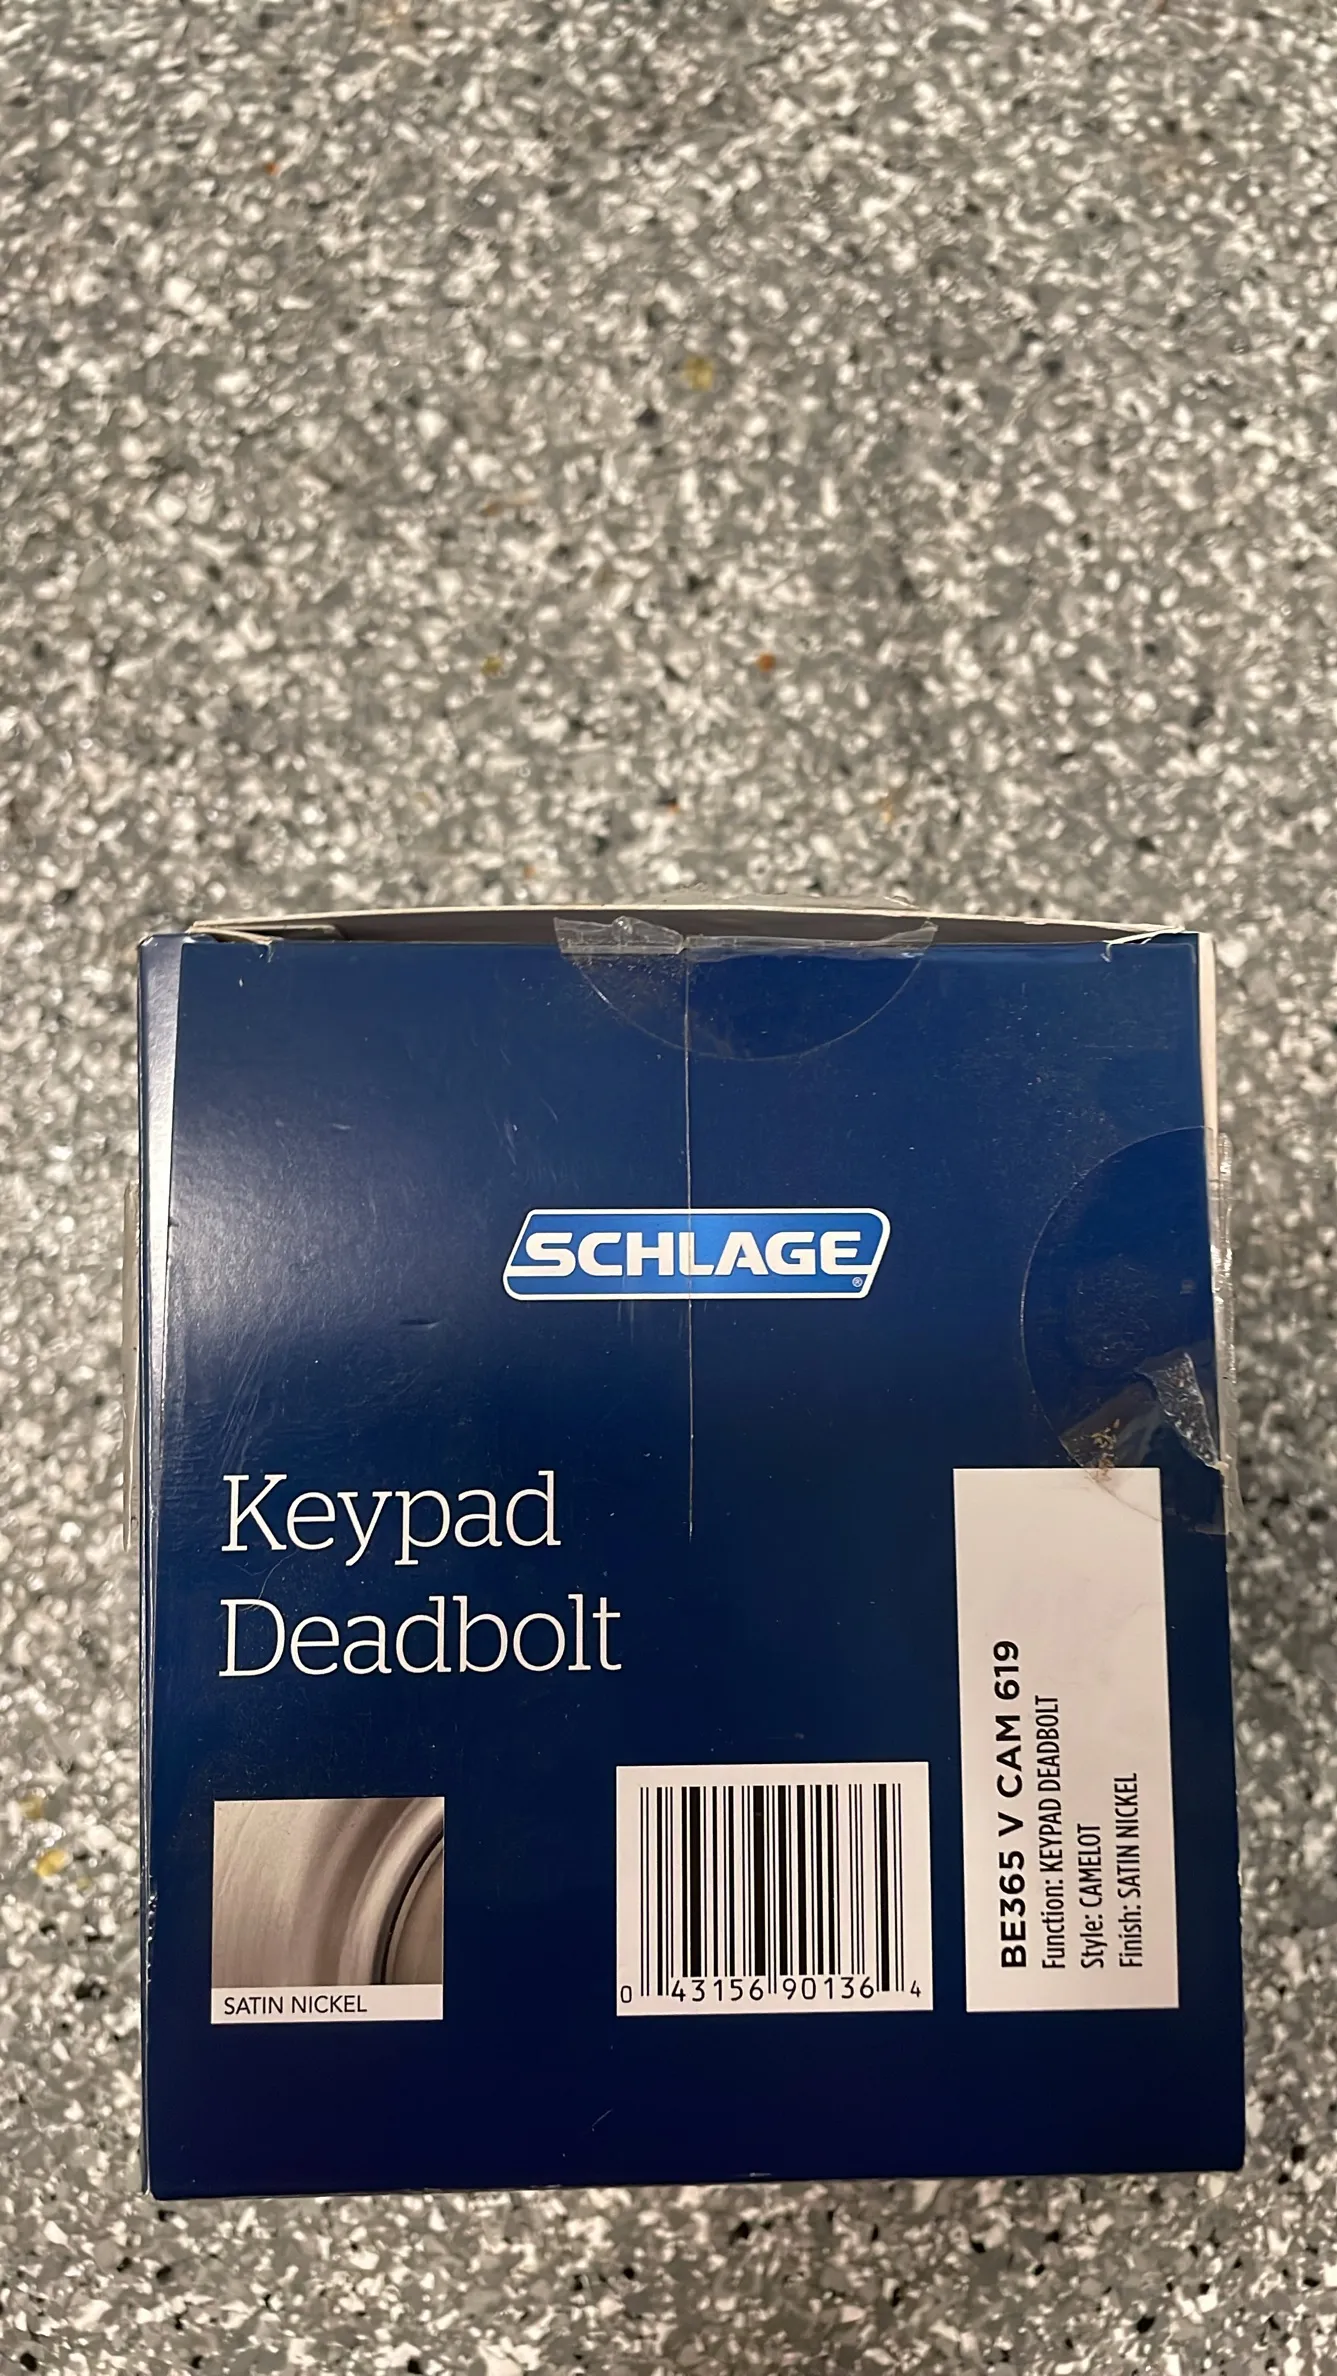 SCHLAGE
®
Keypad
Deadbolt
SATIN NICKEL
0 43156 90136 4
BE365 V CAM 619
Function: KEYPAD DEADBOLT
Style: CAMELOT
Finish: SATIN NICKEL